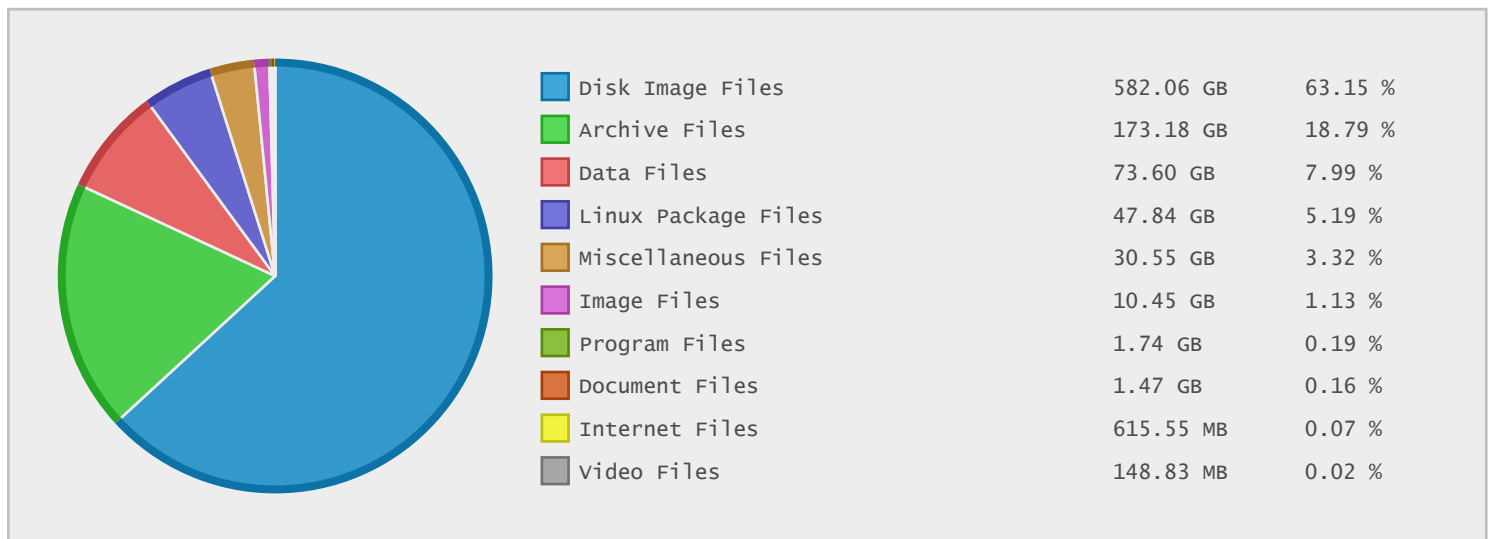 Disk Image Files 582.06 GB 63.15 %
Archive Files 173.18 GB 18.79 %
Data Files 73.60 GB 7.99 %
Linux Package Files 47.84 GB 5.19 %
Miscellaneous Files 30.55 GB 3.32 %
Image Files 10.45 GB 1.13 %
Program Files 1.74 GB 0.19 %
Document Files 1.47 GB 0.16 %
Internet Files 615.55 MB 0.07 %
Video Files 148.83 MB 0.02 %